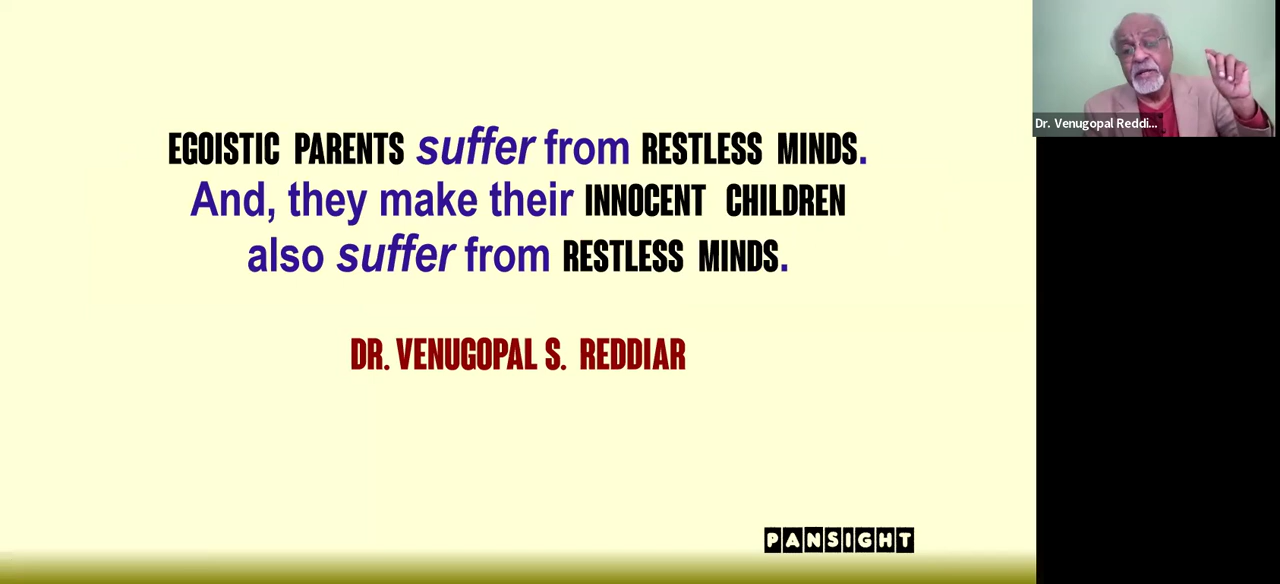 EGOISTIC PARENTS suffer from RESTLESS MINDS.
And, they make their INNOCENT CHILDREN
also suffer from RESTLESS MINDS.
DR. VENUGOPAL S. REDDIAR
PANSIGHT
Dr. Venugopal Reddi...